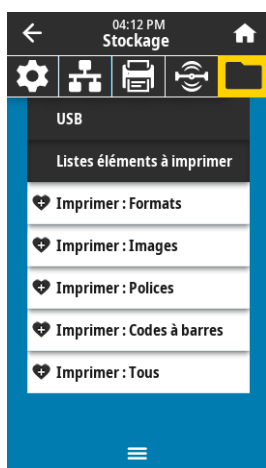 04:12 PM
Stockage
USB
Listes éléments à imprimer
Imprimer : Formats
Imprimer : Images
Imprimer : Polices
Imprimer : Codes à barres
Imprimer : Tous